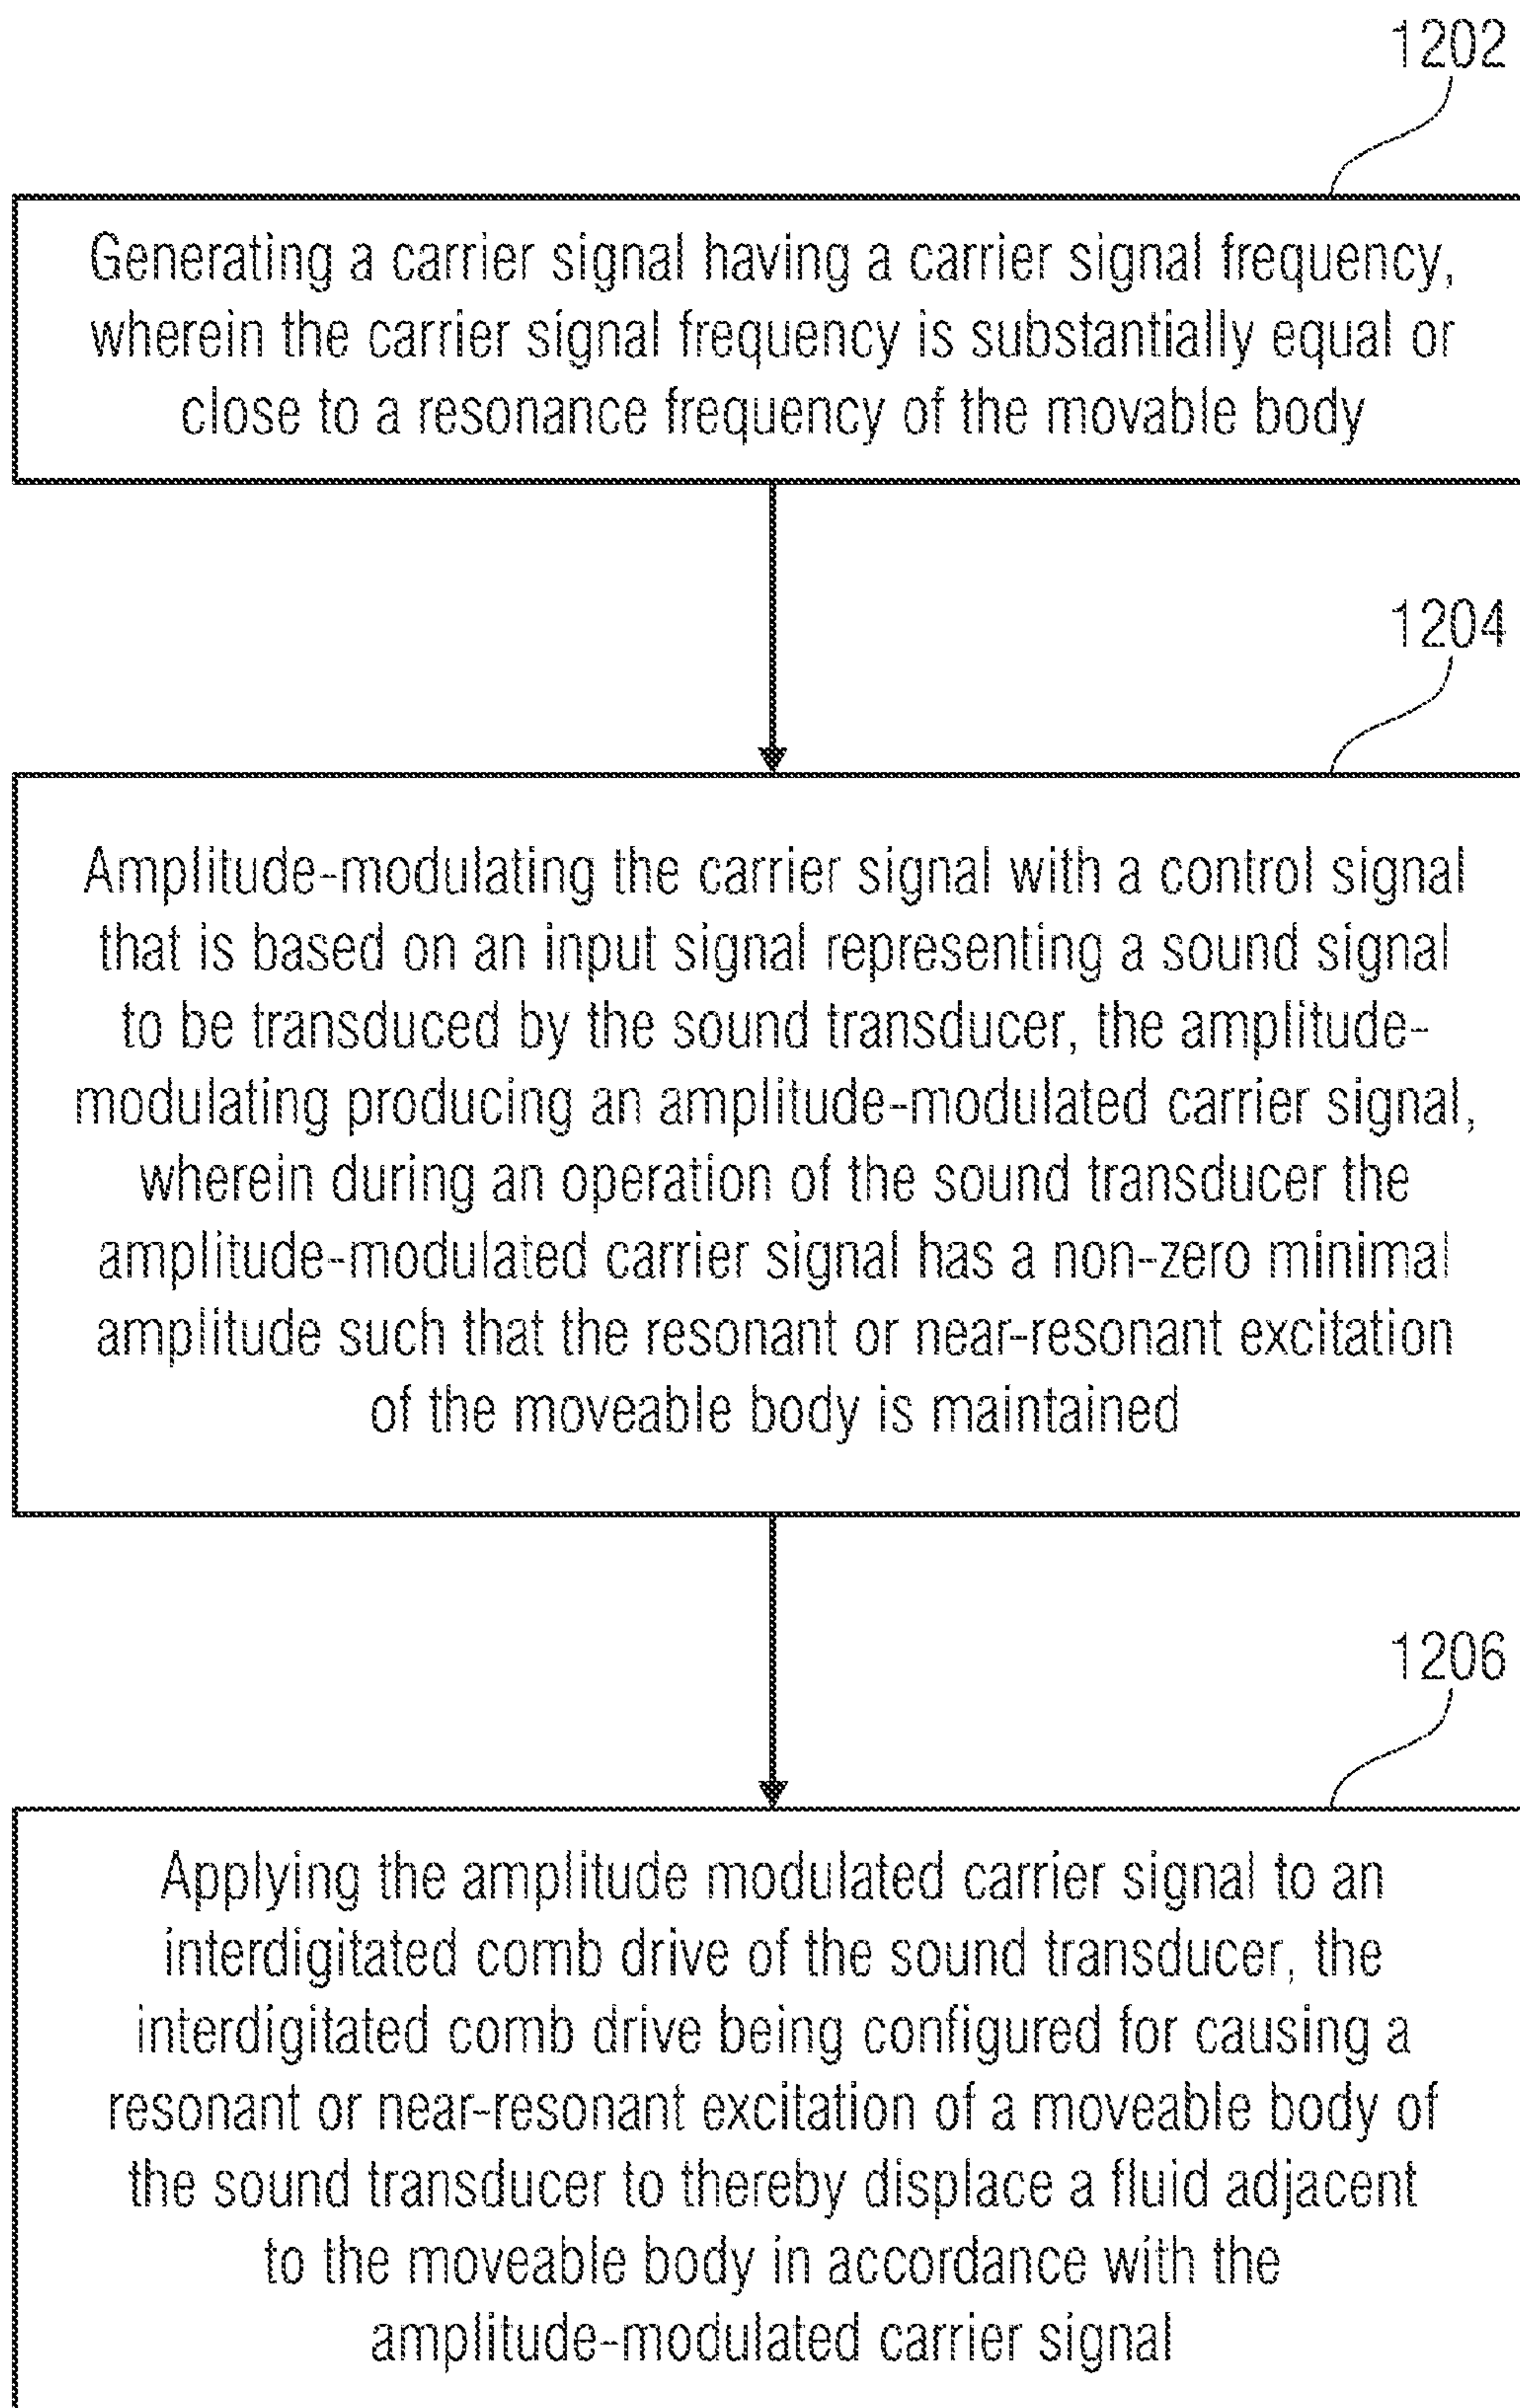 1202
Generating a carrier signal having a carrier signal frequency,
wherein the carrier signal frequency is substantially equal or
close to a resonance frequency of the movable body
1204
Amplitude-modulating the carrier signal with a control signal
that is based on an input signal representing a sound signal
to be transduced by the sound transducer, the amplitude-
modulating producing an amplitude-modulated carrier signal,
wherein during an operation of the sound transducer the
amplitude-modulated carrier signal has a non-zero minimal
amplitude such that the resonant or near-resonant excitation
of the moveable body is maintained
1206
Applying the amplitude modulated carrier signal to an
interdigitated comb drive of the sound transducer, the
interdigitated comb drive being configured for causing a
resonant or near-resonant excitation of a moveable body of
the sound transducer to thereby displace a fluid adjacent
to the moveable body in accordance with the
amplitude-modulated carrier signal